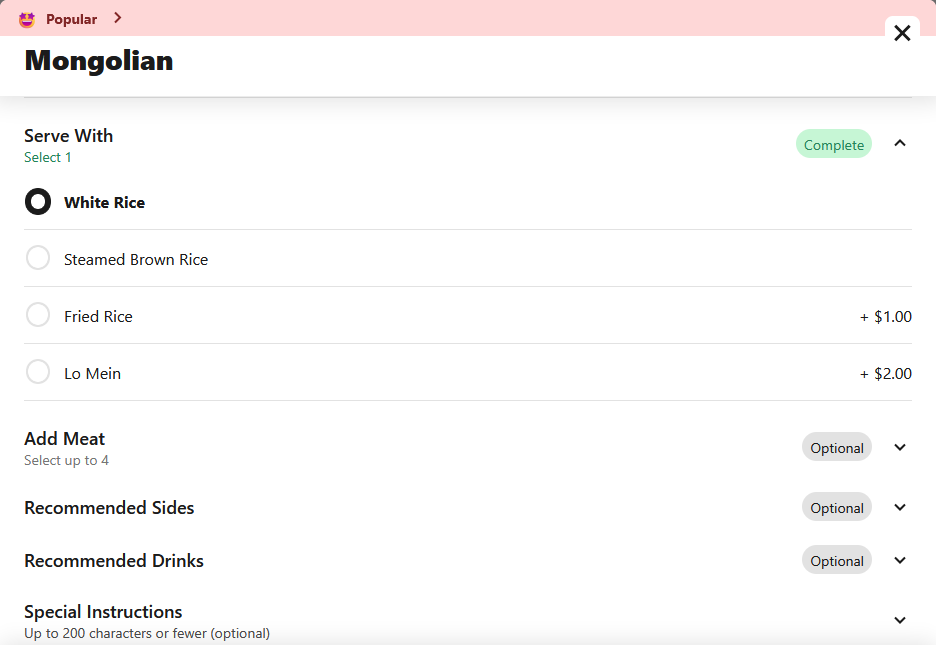 Popular
Mongolian
Serve With
Select 1
Complete
White Rice
Steamed Brown Rice
Fried Rice + $1.00
Lo Mein + $2.00
Add Meat
Select up to 4
Optional
Recommended Sides
Optional
Recommended Drinks
Optional
Special Instructions
Up to 200 characters or fewer (optional)